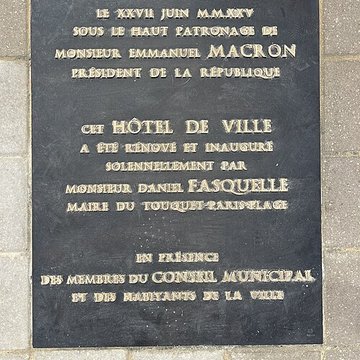 LE XXVII JUIN MMXXV
SOUS LE HAUT PATRONAGE DE
MONSIEUR EMMANUEL MACRON
PRÉSIDENT DE LA RÉPUBLIQUE
CET HÔTEL DE VILLE
A ÉTÉ RÉNOVÉ ET INAUGURÉ
SOLENNELLEMENT PAR
MONSIEUR DANIEL FASQUELLE
MAIRE DU TOUQUET-PARIS-PLAGE
EN PRÉSENCE
DES MEMBRES DU CONSEIL MUNICIPAL
ET DES HABITANTS DE LA VILLE